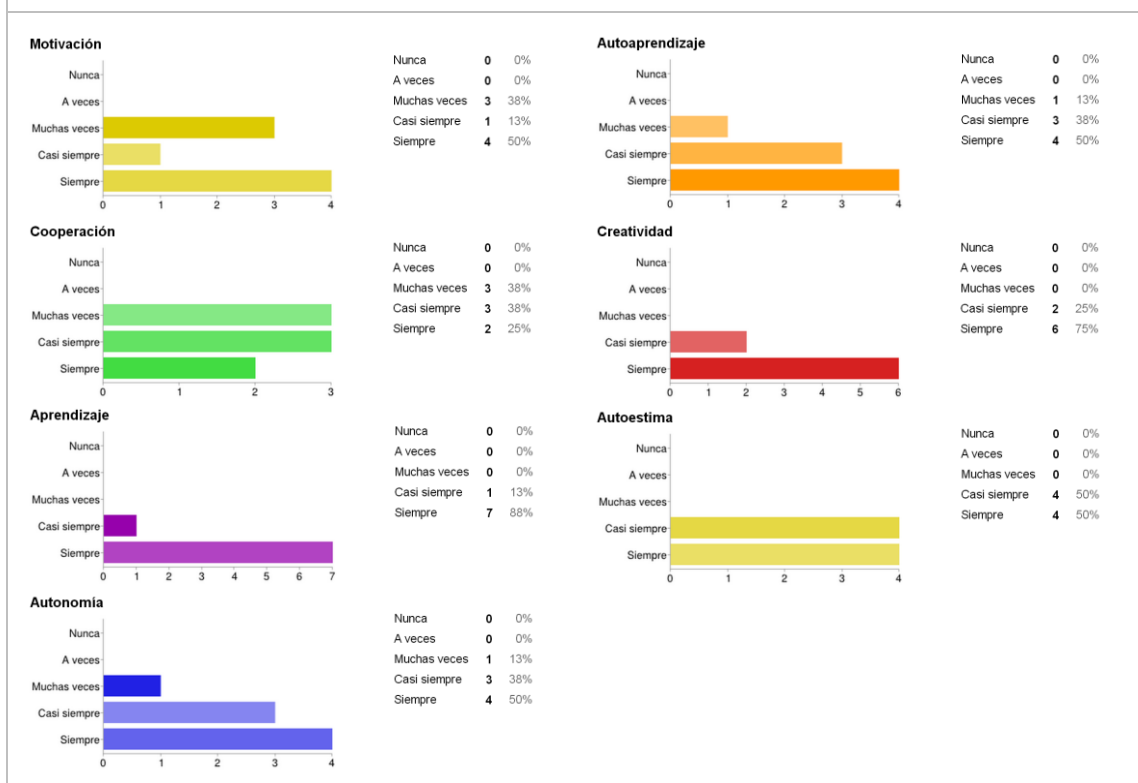 Motivación
Nunca
A veces
Muchas veces
Casi siempre
Siempre
0 1 2 3 4
Nunca 0 0%
A veces 0 0%
Muchas veces 3 38%
Casi siempre 1 13%
Siempre 4 50%
Autoaprendizaje
Nunca
A veces
Muchas veces
Casi siempre
Siempre
0 1 2 3 4
Nunca 0 0%
A veces 0 0%
Muchas veces 1 13%
Casi siempre 3 38%
Siempre 4 50%
Cooperación
Nunca
A veces
Muchas veces
Casi siempre
Siempre
0 1 2 3
Nunca 0 0%
A veces 0 0%
Muchas veces 3 38%
Casi siempre 3 38%
Siempre 2 25%
Creatividad
Nunca
A veces
Muchas veces
Casi siempre
Siempre
0 1 2 3 4 5 6
Nunca 0 0%
A veces 0 0%
Muchas veces 0 0%
Casi siempre 2 25%
Siempre 6 75%
Aprendizaje
Nunca
A veces
Muchas veces
Casi siempre
Siempre
0 1 2 3 4 5 6 7
Nunca 0 0%
A veces 0 0%
Muchas veces 0 0%
Casi siempre 1 13%
Siempre 7 88%
Autoestima
Nunca
A veces
Muchas veces
Casi siempre
Siempre
0 1 2 3 4
Nunca 0 0%
A veces 0 0%
Muchas veces 0 0%
Casi siempre 4 50%
Siempre 4 50%
Autonomía
Nunca
A veces
Muchas veces
Casi siempre
Siempre
0 1 2 3 4
Nunca 0 0%
A veces 0 0%
Muchas veces 1 13%
Casi siempre 3 38%
Siempre 4 50%